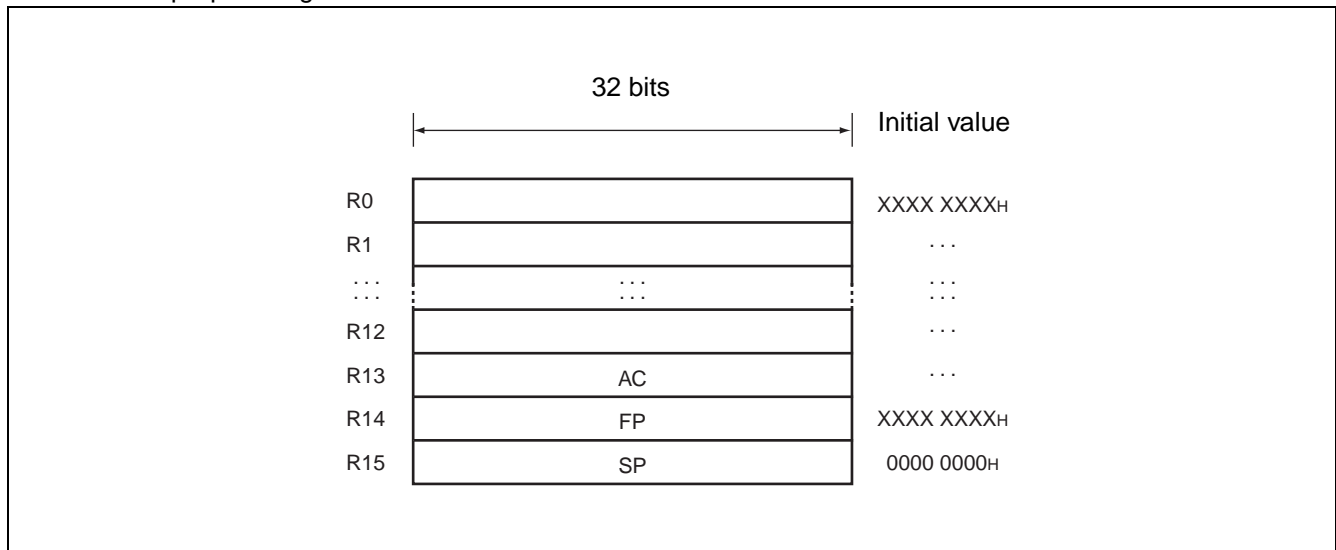 32 bits
Initial value
R0 XXXX XXXXH
R1 ...
... ... ...
... ... ...
R12 ...
R13 AC ...
R14 FP XXXX XXXXH
R15 SP 0000 0000H